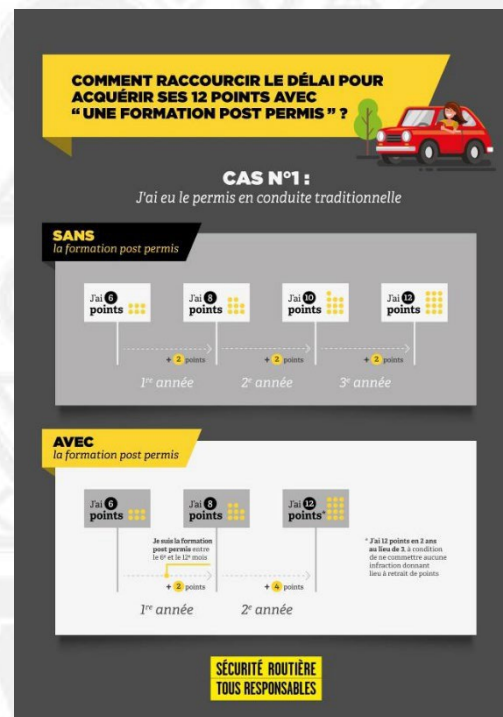 COMMENT RACCOURCIR LE DÉLAI POUR
ACQUÉRIR SES 12 POINTS AVEC
“ UNE FORMATION POST PERMIS ” ?
CAS N°1 :
J'ai eu le permis en conduite traditionnelle
SANS
la formation post permis
J'ai 6
points
J'ai 8
points
J'ai 10
points
J'ai 12
points
+ 2 points
+ 2 points
+ 2 points
1re année
2e année
3e année
AVEC
la formation post permis
J'ai 6
points
J'ai 8
points
J'ai 12
points*
Je suis la formation
post permis entre
le 6e et le 12e mois
* J'ai 12 points en 2 ans
au lieu de 3, à condition
de ne commettre aucune
infraction donnant
lieu à retrait de points
+ 2 points
+ 4 points
1re année
2e année
SÉCURITÉ ROUTIÈRE
TOUS RESPONSABLES